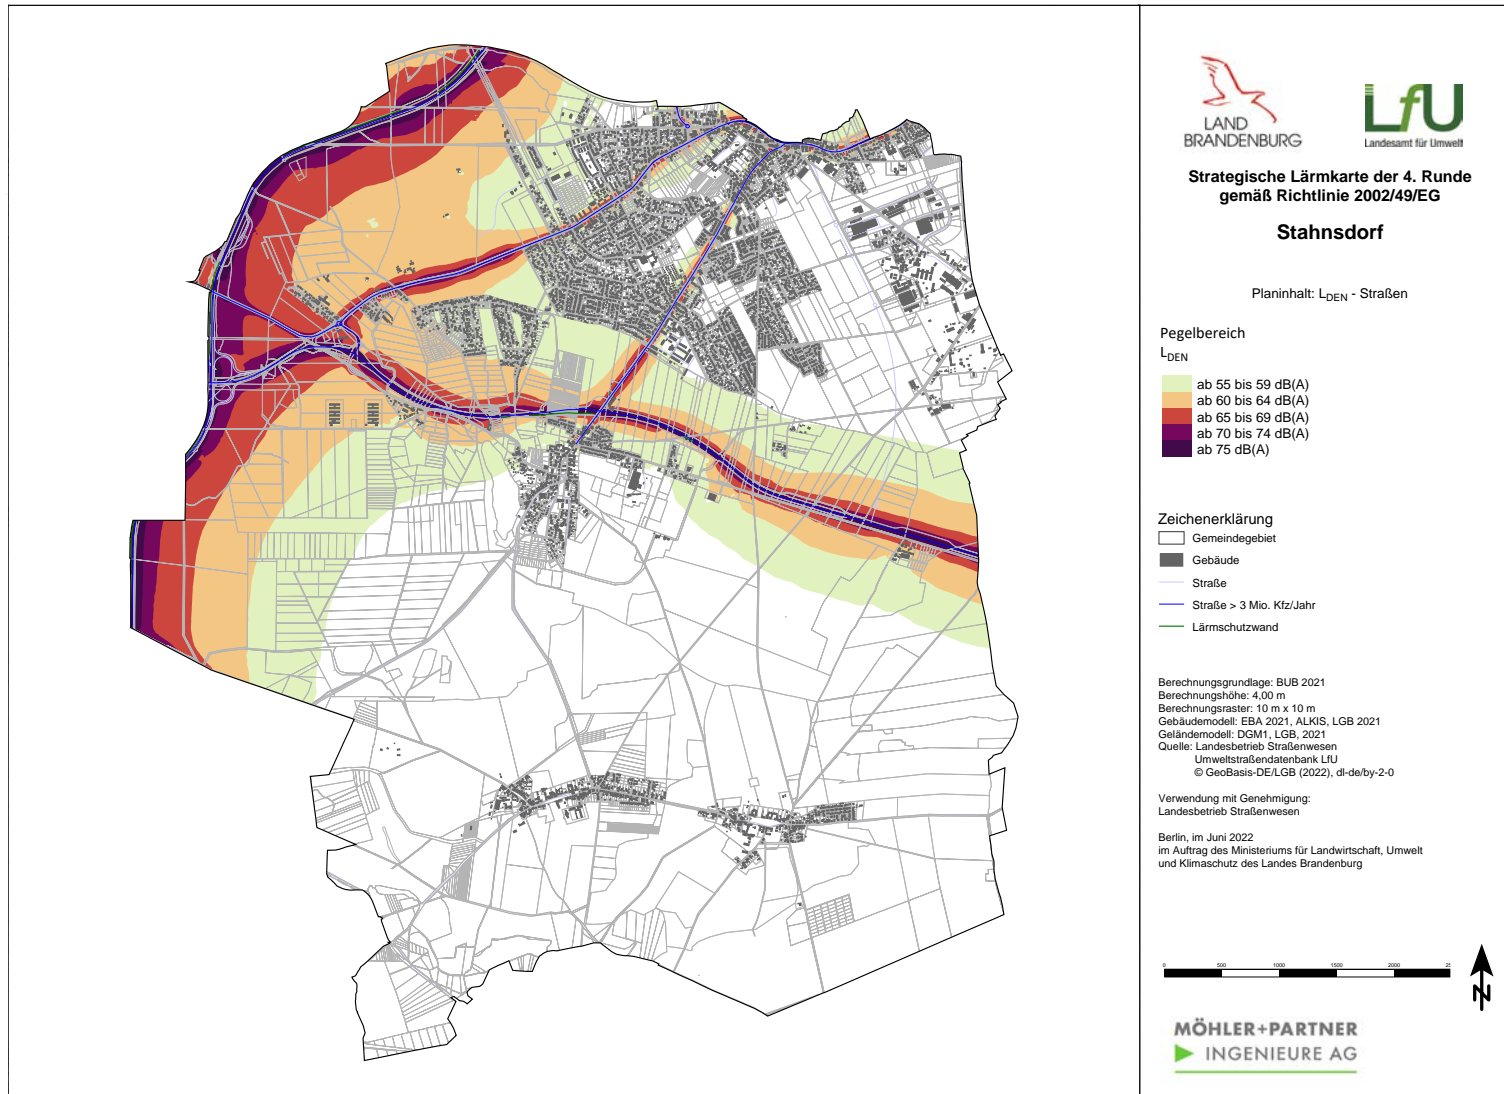 LAND
BRANDENBURG
LfU
Landesamt für Umwelt
Strategische Lärmkarte der 4. Runde
gemäß Richtlinie 2002/49/EG
Stahnsdorf
Planinhalt: LDEN - Straßen
Pegelbereich
LDEN
ab 55 bis 59 dB(A)
ab 60 bis 64 dB(A)
ab 65 bis 69 dB(A)
ab 70 bis 74 dB(A)
ab 75 dB(A)
Zeichenerklärung
Gemeindegebiet
Gebäude
Straße
Straße > 3 Mio. Kfz/Jahr
Lärmschutzwand
Berechnungsgrundlage: BUB 2021
Berechnungshöhe: 4,00 m
Berechnungsraster: 10 m x 10 m
Gebäudemodell: EBA 2021, ALKIS, LGB 2021
Geländemodell: DGM1, LGB, 2021
Quelle: Landesbetrieb Straßenwesen
Umweltstraßendatenbank LfU
© GeoBasis-DE/LGB (2022), dl-de/by-2-0
Verwendung mit Genehmigung:
Landesbetrieb Straßenwesen
Berlin, im Juni 2022
im Auftrag des Ministeriums für Landwirtschaft, Umwelt
und Klimaschutz des Landes Brandenburg
0 500 1000 1500 2000 25
N
MÖHLER+PARTNER
INGENIEURE AG